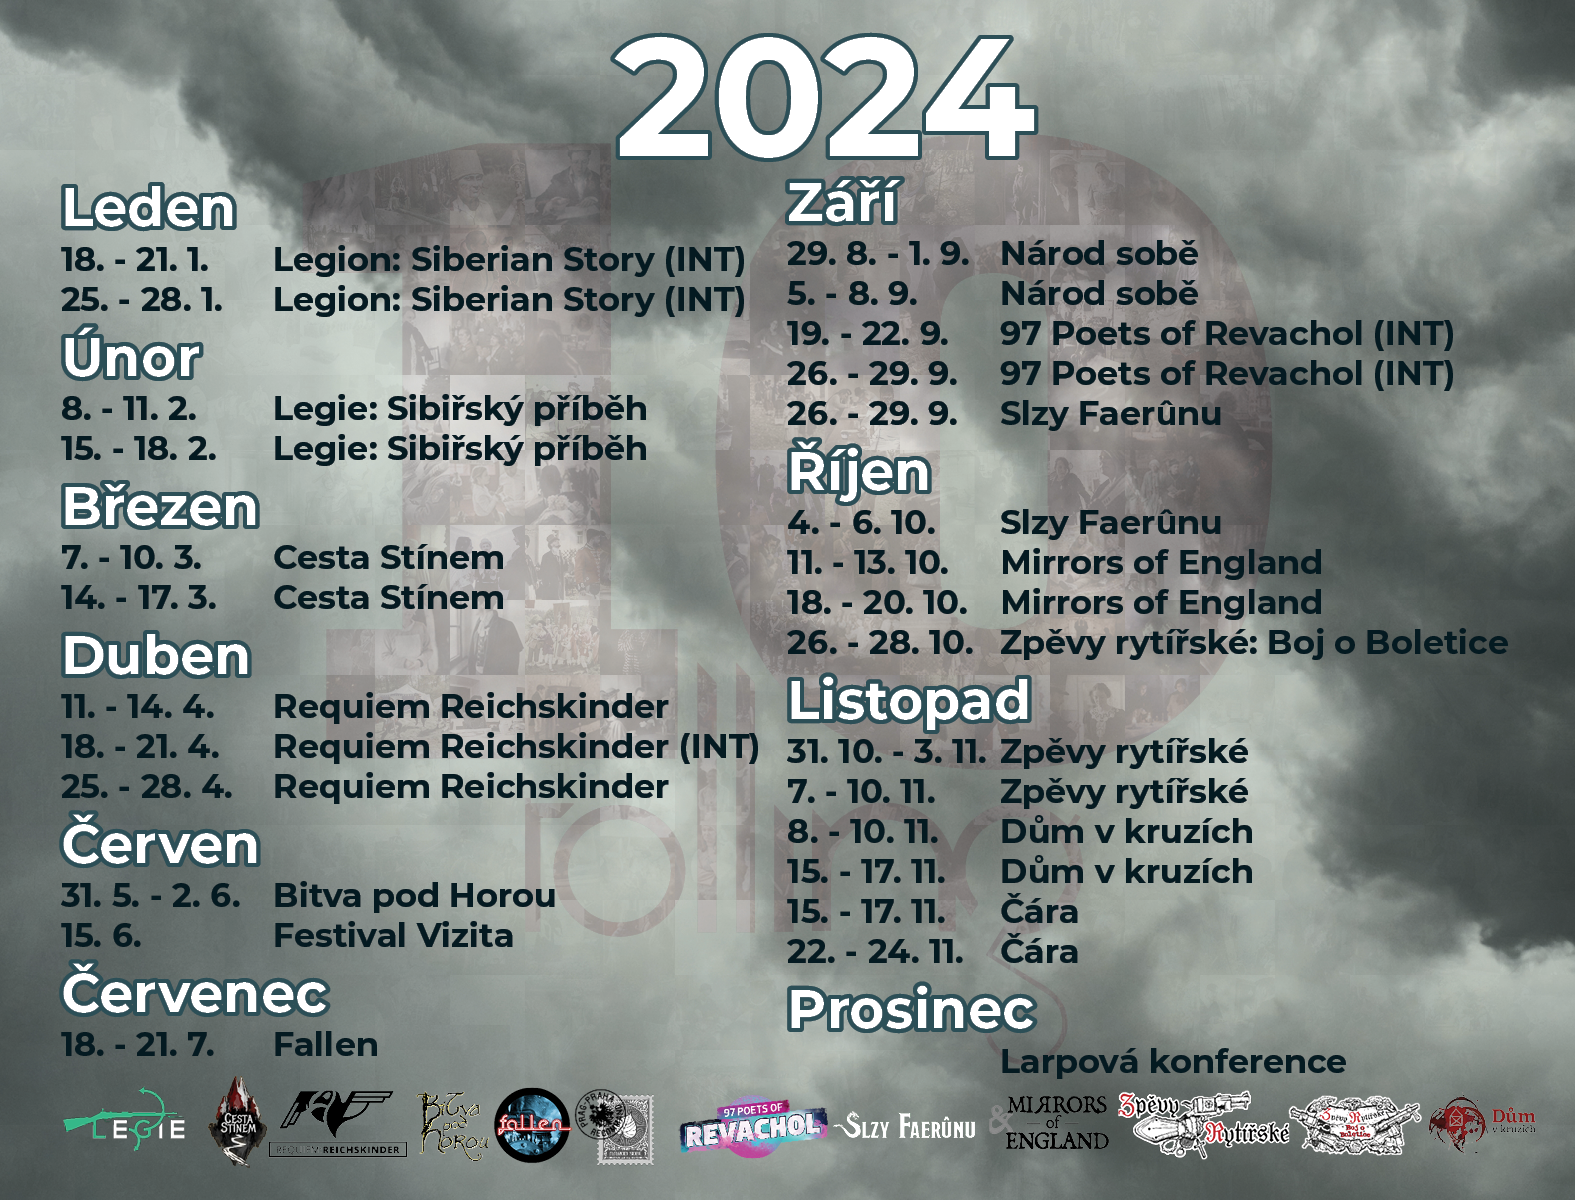 2024
Leden
18. - 21. 1. Legion: Siberian Story (INT)
25. - 28. 1. Legion: Siberian Story (INT)
Únor
8. - 11. 2. Legie: Sibiřský příběh
15. - 18. 2. Legie: Sibiřský příběh
Březen
7. - 10. 3. Cesta Stínem
14. - 17. 3. Cesta Stínem
Duben
11. - 14. 4. Requiem Reichskinder
18. - 21. 4. Requiem Reichskinder (INT)
25. - 28. 4. Requiem Reichskinder
Červen
31. 5. - 2. 6. Bitva pod Horou
15. 6. Festival Vizita
Červenec
18. - 21. 7. Fallen
Září
29. 8. - 1. 9. Národ sobě
5. - 8. 9. Národ sobě
19. - 22. 9. 97 Poets of Revachol (INT)
26. - 29. 9. 97 Poets of Revachol (INT)
26. - 29. 9. Slzy Faerûnu
Říjen
4. - 6. 10. Slzy Faerûnu
11. - 13. 10. Mirrors of England
18. - 20. 10. Mirrors of England
26. - 28. 10. Zpěvy rytířské: Boj o Boletice
Listopad
31. 10. - 3. 11. Zpěvy rytířské
7. - 10. 11. Zpěvy rytířské
8. - 10. 11. Dům v kruzích
15. - 17. 11. Dům v kruzích
15. - 17. 11. Čára
22. - 24. 11. Čára
Prosinec
Larpová konference
10
rolling
LEGIE
CESTA
STÍNEM
REQUIEM REICHSKINDER
Bitva
pod
Horou
fallen
97 POETS OF
REVACHOL
SLZY FAERÛNU
&
MIRRORS
of
ENGLAND
Zpěvy
Rytířské
Zpěvy Rytířské
Boj o
Boletice
Dům
v kruzích